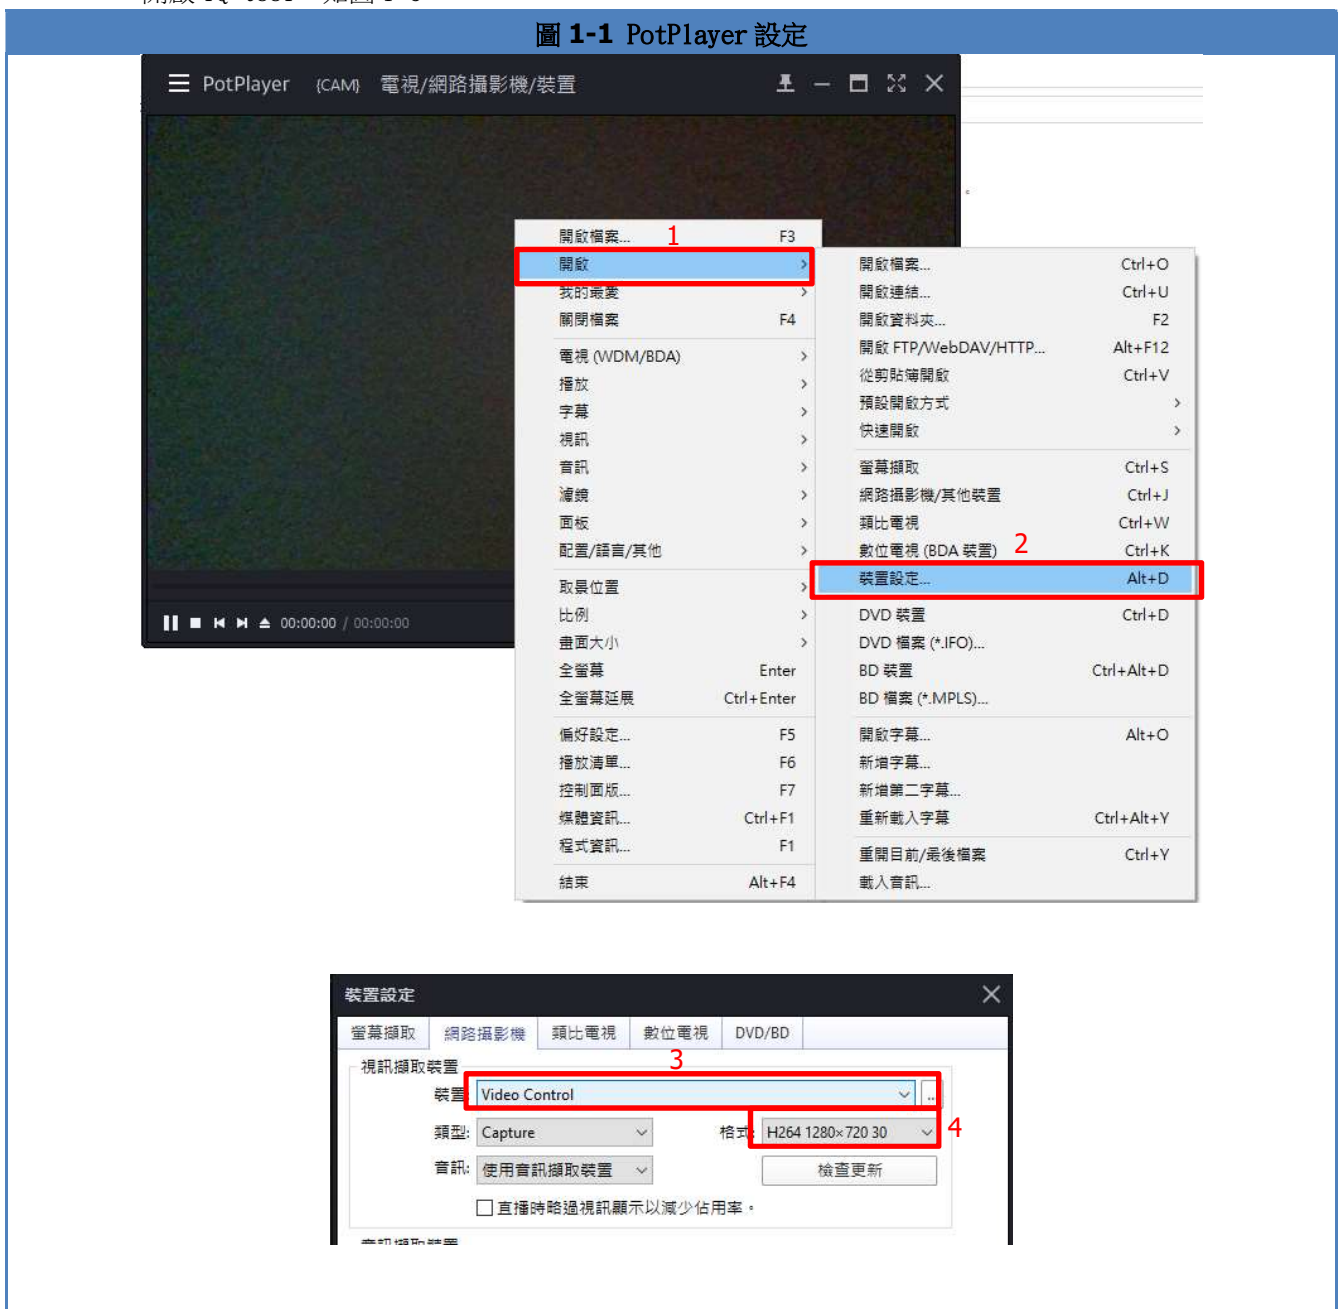 圖 1-1 PotPlayer 設定
PotPlayer {CAM} 電視/網路攝影機/裝置
開啟檔案... 1 F3
開啟 >
我的最愛 >
關閉檔案 F4
電視 (WDM/BDA) >
播放 >
字幕 >
視訊 >
音訊 >
濾鏡 >
面板 >
配置/語言/其他 >
取景位置 >
比例 >
畫面大小 >
全螢幕 Enter
全螢幕延展 Ctrl+Enter
偏好設定... F5
播放清單... F6
控制面版... F7
媒體資訊... Ctrl+F1
程式資訊... F1
結束 Alt+F4
開啟檔案... Ctrl+O
開啟連結... Ctrl+U
開啟資料夾... F2
開啟 FTP/WebDAV/HTTP... Alt+F12
從剪貼簿開啟 Ctrl+V
預設開啟方式 >
快速開啟 >
螢幕擷取 Ctrl+S
網路攝影機/其他裝置 Ctrl+J
類比電視 Ctrl+W
數位電視 (BDA 裝置) 2 Ctrl+K
裝置設定... Alt+D
DVD 裝置 Ctrl+D
DVD 檔案 (*.IFO)...
BD 裝置 Ctrl+Alt+D
BD 檔案 (*.MPLS)...
開啟字幕... Alt+O
新增字幕...
新增第二字幕...
重新載入字幕 Ctrl+Alt+Y
重開目前/最後檔案 Ctrl+Y
載入音訊...
00:00:00 / 00:00:00
裝置設定
螢幕擷取 網路攝影機 類比電視 數位電視 DVD/BD
視訊擷取裝置 3
裝置: Video Control ..
類型: Capture 格式: H264 1280×720 30 4
音訊: 使用音訊擷取裝置 檢查更新
直播時略過視訊顯示以減少佔用率。